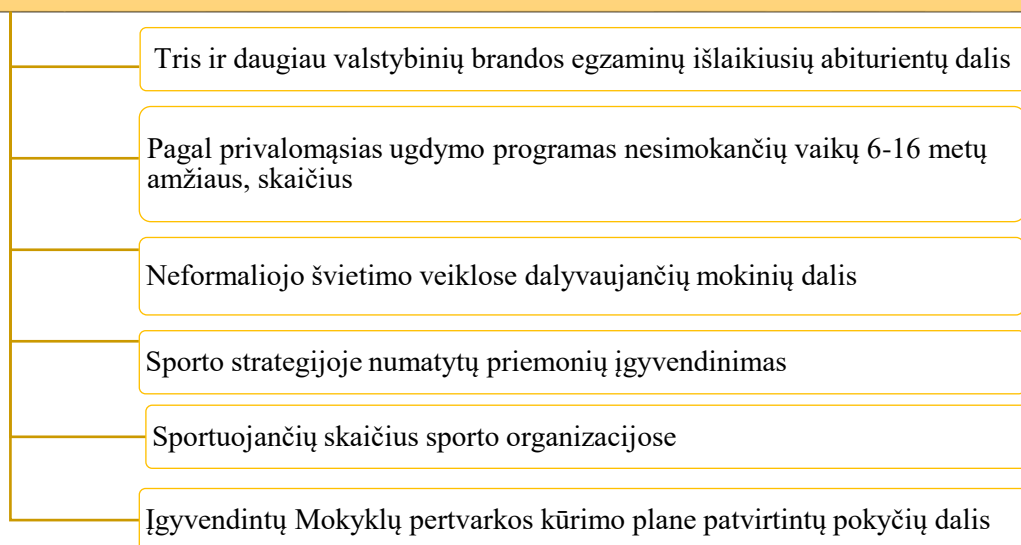 Tris ir daugiau valstybinių brandos egzaminų išlaikiusių abiturientų dalis
Pagal privalomąsias ugdymo programas nesimokančių vaikų 6-16 metų
amžiaus, skaičius
Neformaliojo švietimo veiklose dalyvaujančių mokinių dalis
Sporto strategijoje numatytų priemonių įgyvendinimas
Sportuojančių skaičius sporto organizacijose
Įgyvendintų Mokyklų pertvarkos kūrimo plane patvirtintų pokyčių dalis